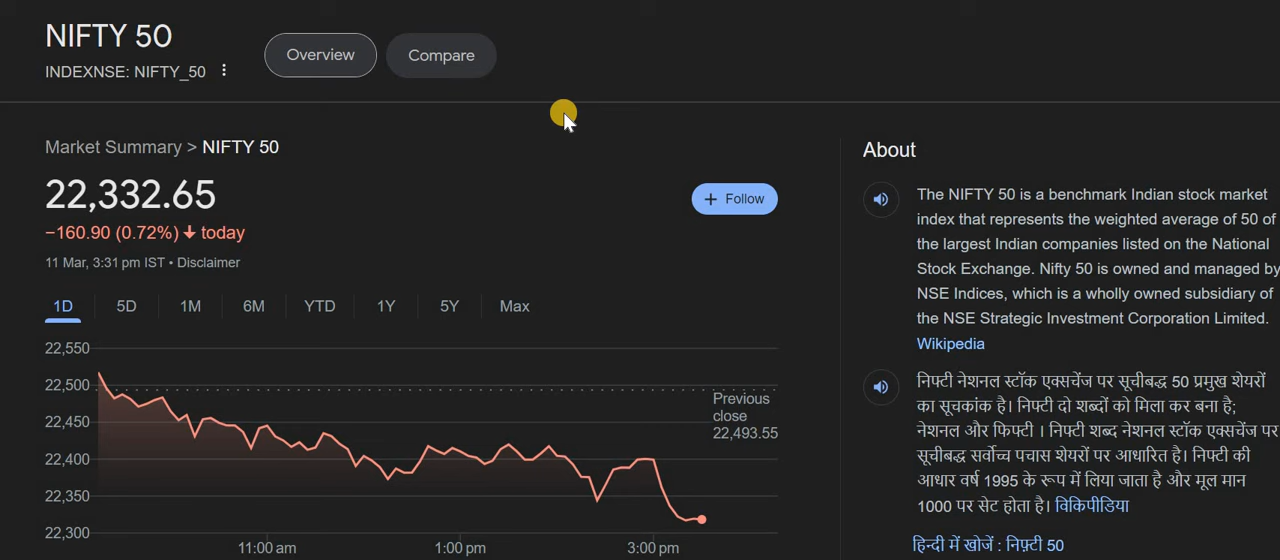 NIFTY 50
INDEXNSE: NIFTY_50
Overview
Compare
Market Summary > NIFTY 50
22,332.65
−160.90 (0.72%) ↓ today
11 Mar, 3:31 pm IST • Disclaimer
+ Follow
1D 5D 1M 6M YTD 1Y 5Y Max
22,550
22,500
22,450
22,400
22,350
22,300
Previous
close
22,493.55
11:00 am 1:00 pm 3:00 pm
About
The NIFTY 50 is a benchmark Indian stock market
index that represents the weighted average of 50 of
the largest Indian companies listed on the National
Stock Exchange. Nifty 50 is owned and managed by
NSE Indices, which is a wholly owned subsidiary of
the NSE Strategic Investment Corporation Limited.
Wikipedia
निफ्टी नेशनल स्टॉक एक्सचेंज पर सूचीबद्ध 50 प्रमुख शेयरों
का सूचकांक है। निफ्टी दो शब्दों को मिला कर बना है;
नेशनल और फिफ्टी । निफ्टी शब्द नेशनल स्टॉक एक्सचेंज पर
सूचीबद्ध सर्वोच्च पचास शेयरों पर आधारित है। निफ्टी की
आधार वर्ष 1995 के रूप में लिया जाता है और मूल मान
1000 पर सेट होता है। विकिपीडिया
हिन्दी में खोजें : निफ़्टी 50